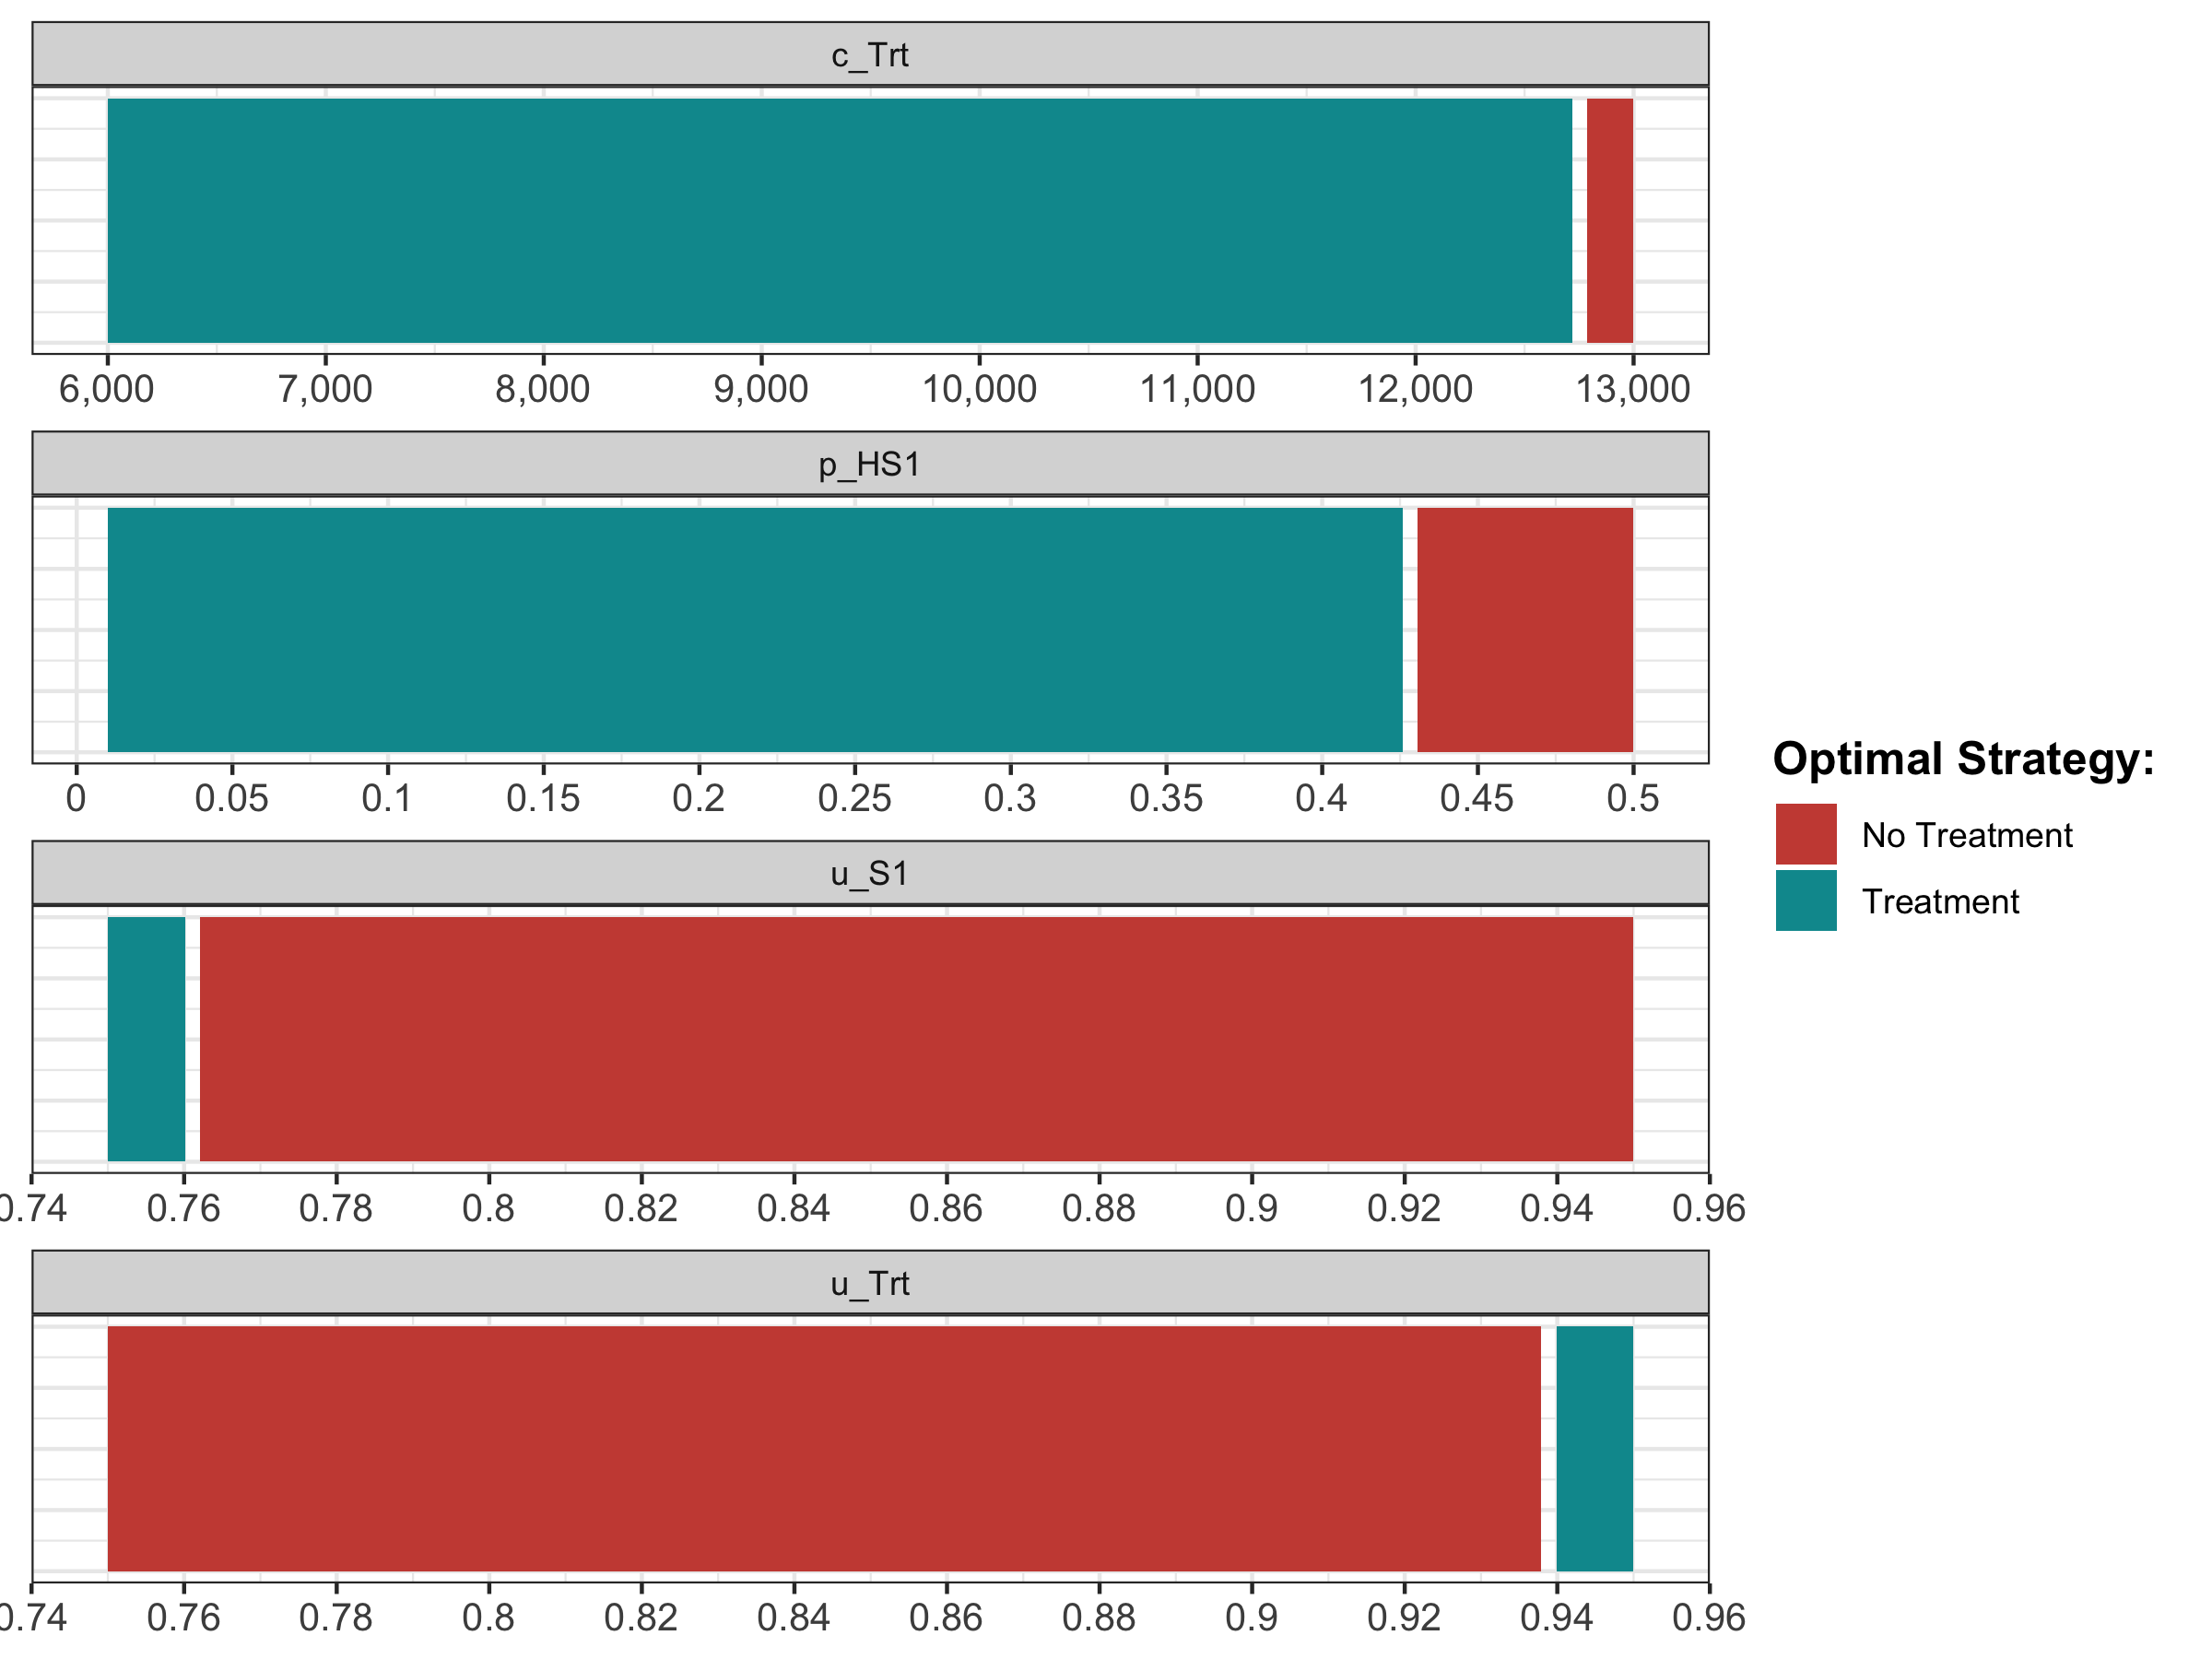 c_Trt
6,000 7,000 8,000 9,000 10,000 11,000 12,000 13,000
p_HS1
0 0.05 0.1 0.15 0.2 0.25 0.3 0.35 0.4 0.45 0.5
u_S1
0.74 0.76 0.78 0.8 0.82 0.84 0.86 0.88 0.9 0.92 0.94 0.96
u_Trt
0.74 0.76 0.78 0.8 0.82 0.84 0.86 0.88 0.9 0.92 0.94 0.96
Optimal Strategy:
No Treatment
Treatment